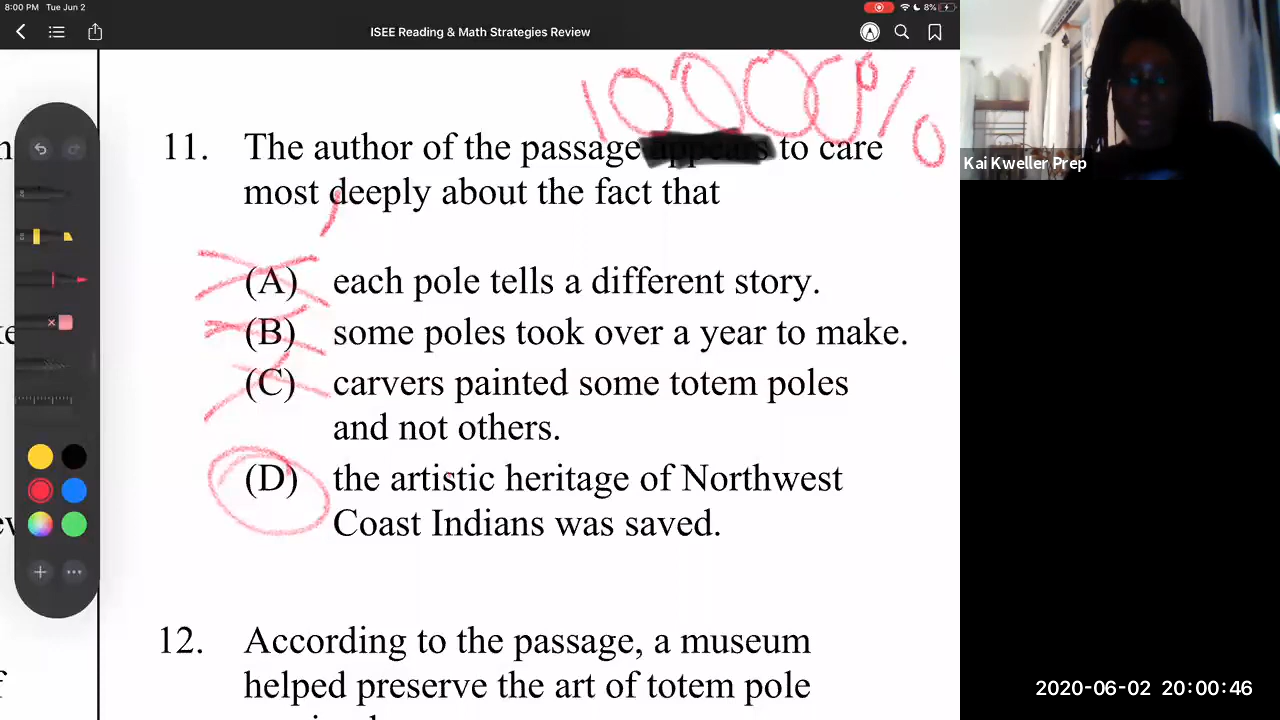 8:00 PM Tue Jun 2
8%
ISEE Reading & Math Strategies Review
10000%
0
11. The author of the passage appears to care
most deeply about the fact that
(A) each pole tells a different story.
(B) some poles took over a year to make.
(C) carvers painted some totem poles
and not others.
(D) the artistic heritage of Northwest
Coast Indians was saved.
12. According to the passage, a museum
helped preserve the art of totem pole
Kai Kweller Prep
2020-06-02 20:00:46